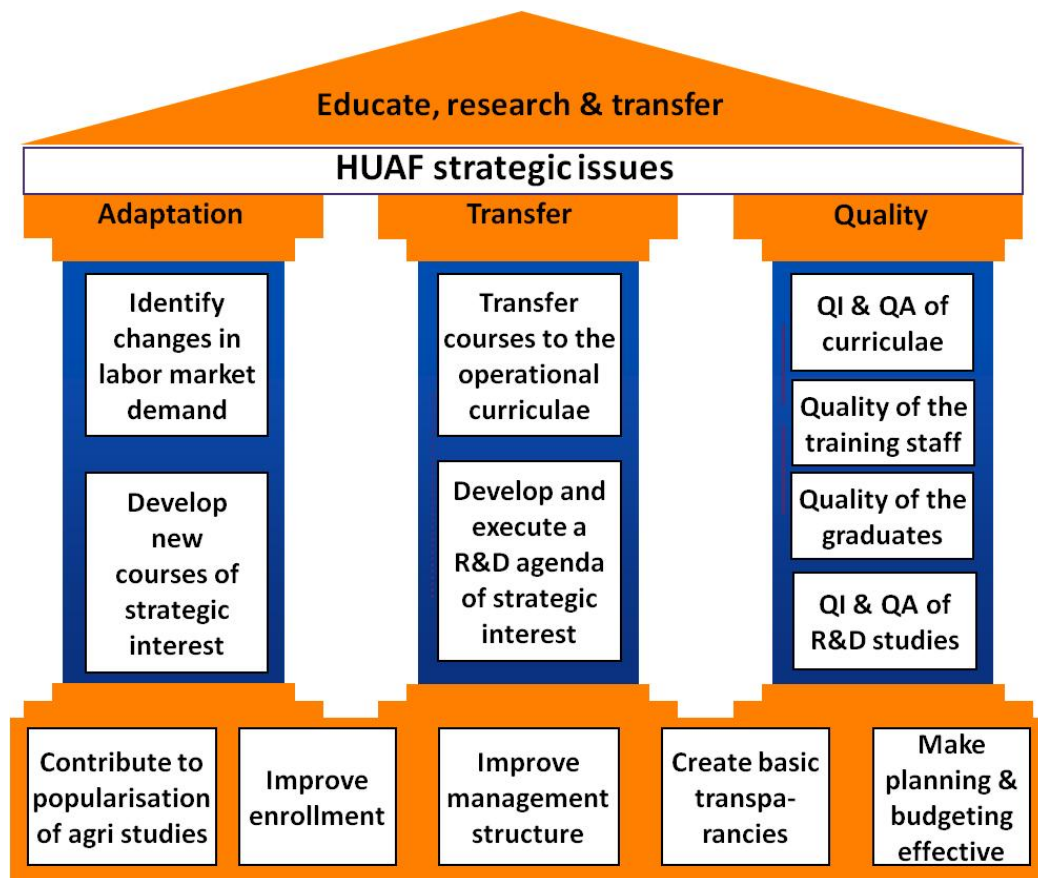 Educate, research & transfer
HUAF strategic issues
Adaptation
Transfer
Quality
Identify
changes in
labor market
demand
Develop
new
courses of
strategic
interest
Transfer
courses to the
operational
curriculae
Develop and
execute a
R&D agenda
of strategic
interest
QI & QA of
curriculae
Quality of the
training staff
Quality of the
graduates
QI & QA of
R&D studies
Contribute to
popularisation
of agri studies
Improve
enrollment
Improve
management
structure
Create basic
transpa-
rancies
Make
planning &
budgeting
effective